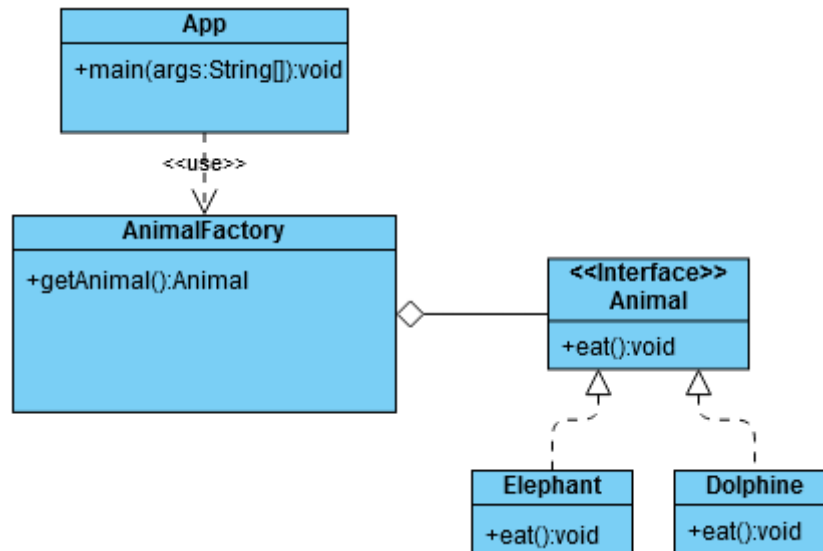 App
+main(args:String[]):void
<<use>>
AnimalFactory
+getAnimal():Animal
<<Interface>>
Animal
+eat():void
Elephant
+eat():void
Dolphine
+eat():void